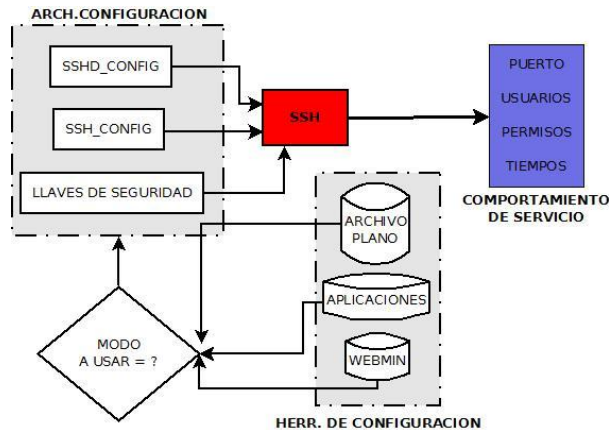 ARCH.CONFIGURACION
SSHD_CONFIG
SSH_CONFIG
LLAVES DE SEGURIDAD
SSH
PUERTO
USUARIOS
PERMISOS
TIEMPOS
COMPORTAMIENTO
DE SERVICIO
ARCHIVO
PLANO
APLICACIONES
WEBMIN
HERR. DE CONFIGURACION
MODO
A USAR = ?